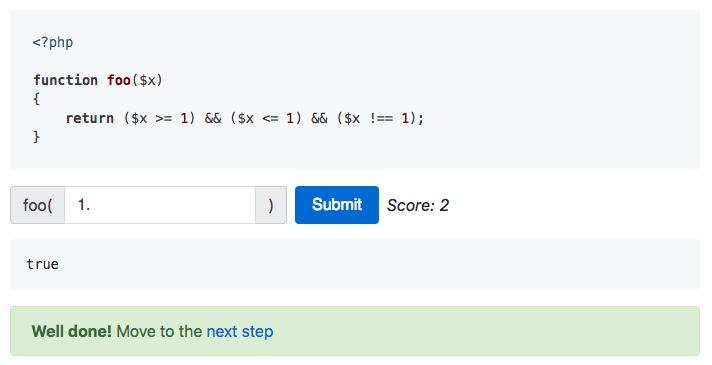 <?php
function foo($x)
{
    return ($x >= 1) && ($x <= 1) && ($x !== 1);
}
foo( 1. ) Submit Score: 2
true
Well done! Move to the next step